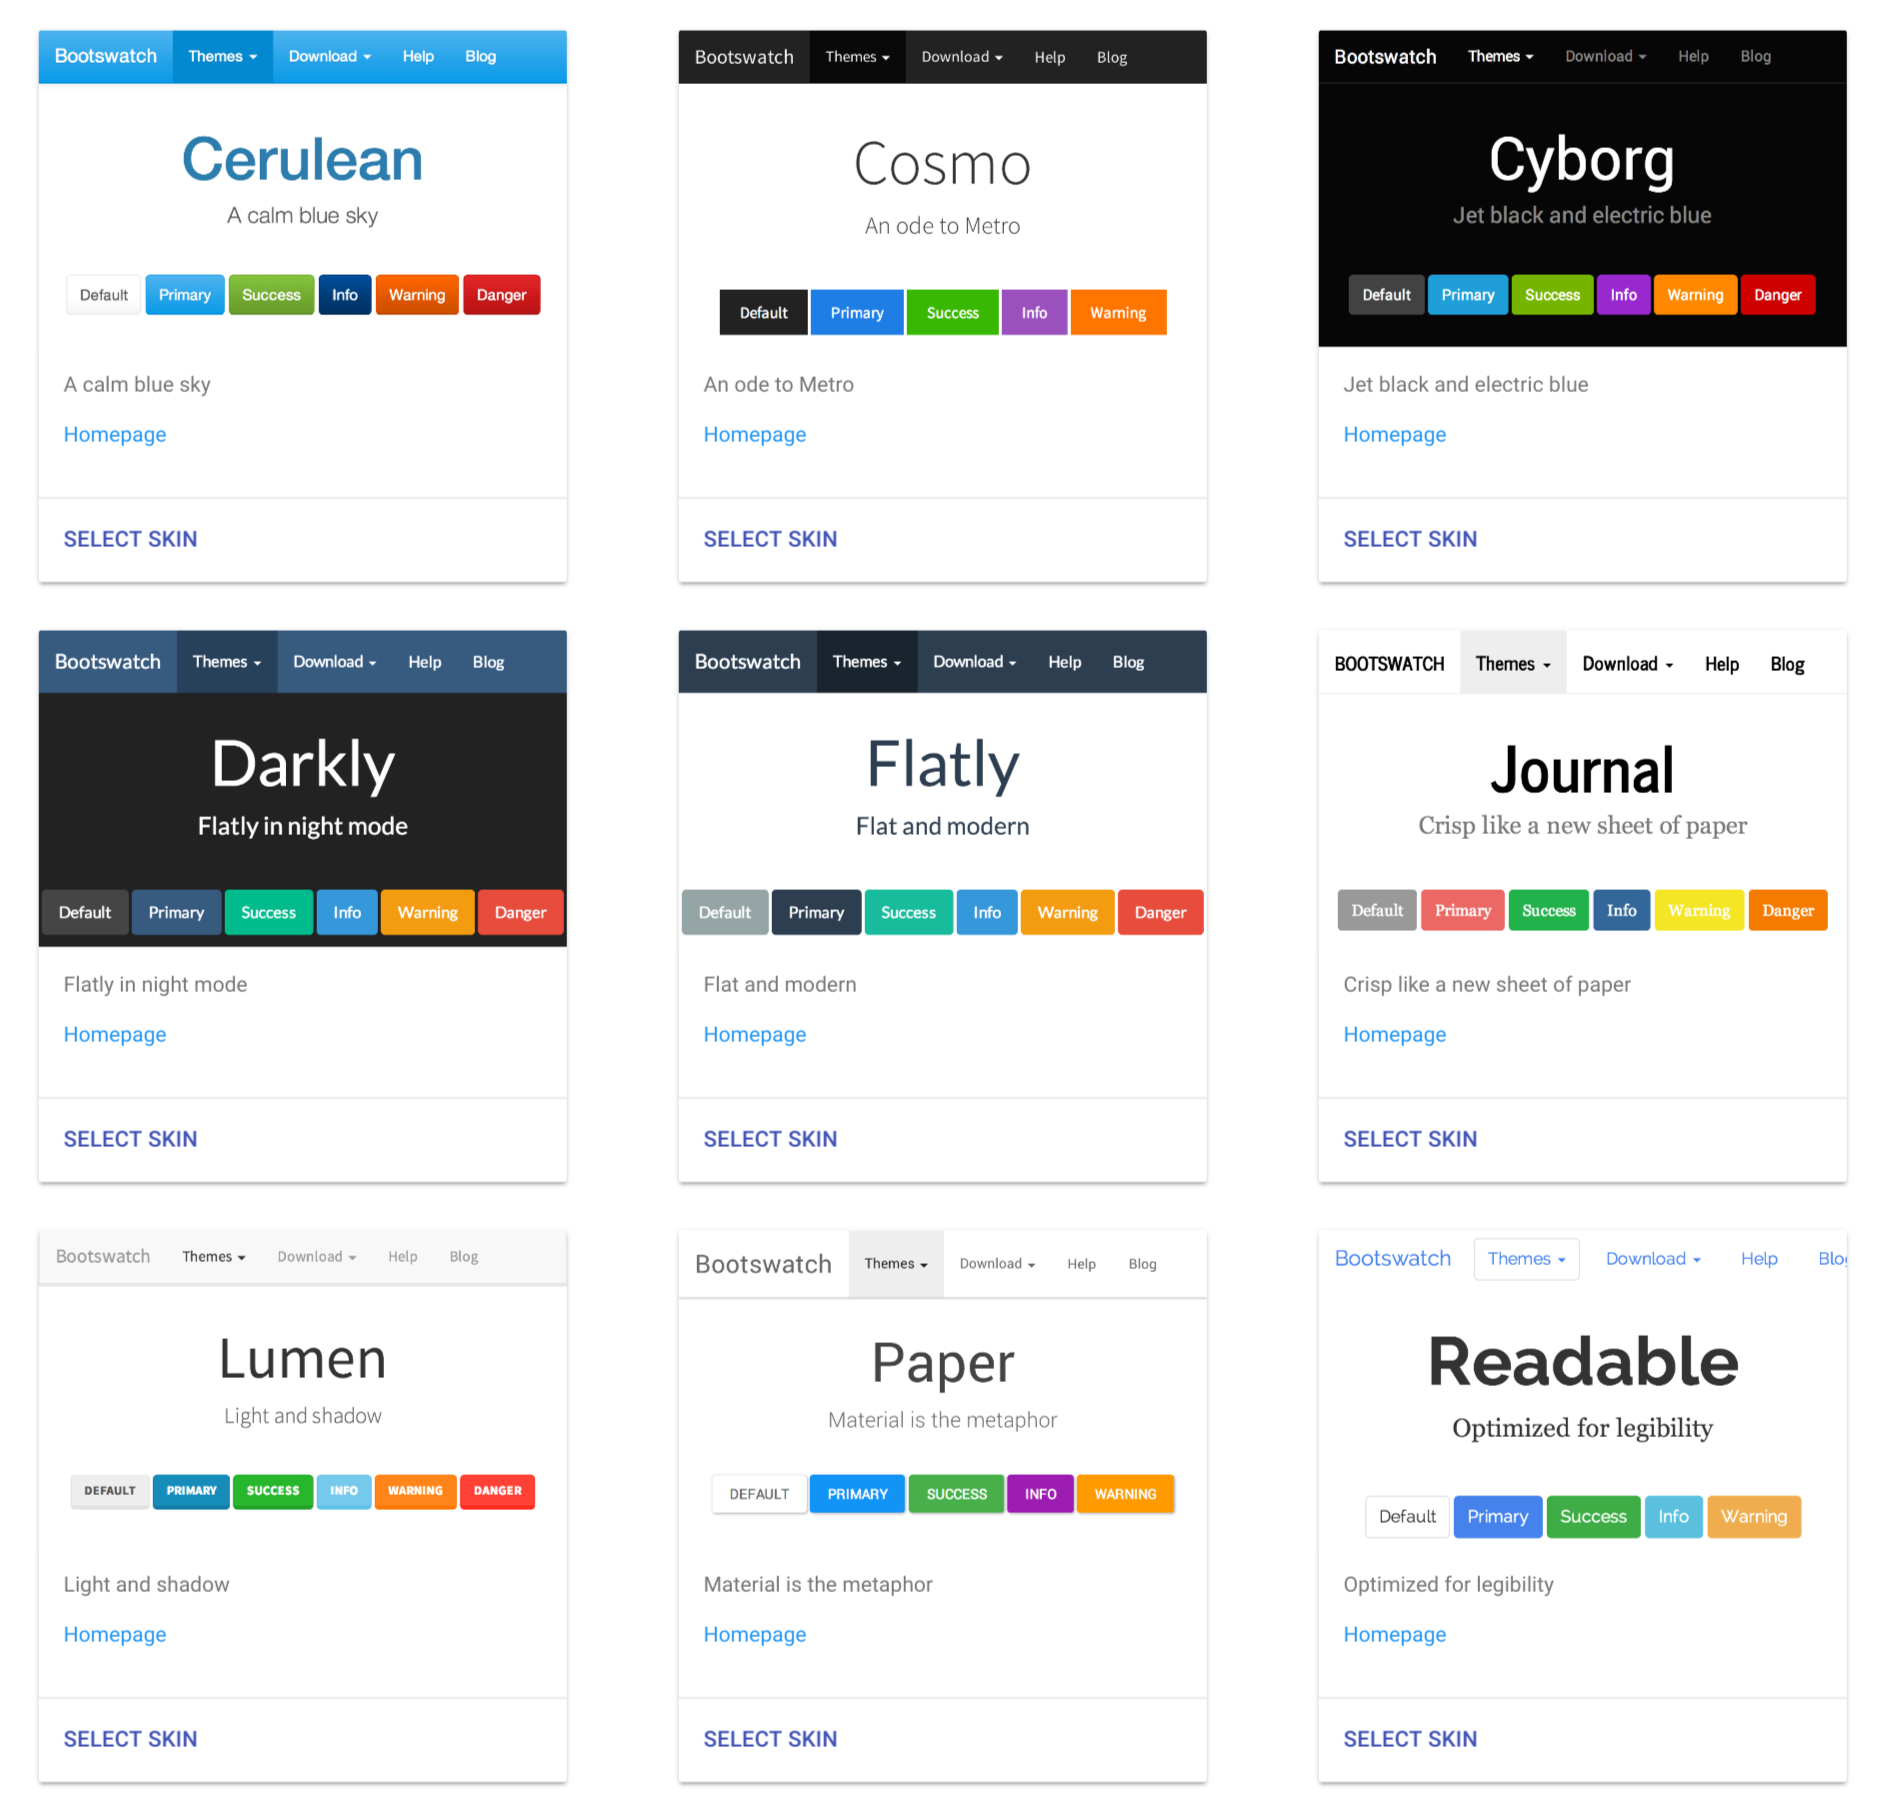 Bootswatch Themes Download Help Blog
Cerulean
A calm blue sky
Default Primary Success Info Warning Danger
A calm blue sky
Homepage
SELECT SKIN
Bootswatch Themes Download Help Blog
Cosmo
An ode to Metro
Default Primary Success Info Warning
An ode to Metro
Homepage
SELECT SKIN
Bootswatch Themes Download Help Blog
Cyborg
Jet black and electric blue
Default Primary Success Info Warning Danger
Jet black and electric blue
Homepage
SELECT SKIN
Bootswatch Themes Download Help Blog
Darkly
Flatly in night mode
Default Primary Success Info Warning Danger
Flatly in night mode
Homepage
SELECT SKIN
Bootswatch Themes Download Help Blog
Flatly
Flat and modern
Default Primary Success Info Warning Danger
Flat and modern
Homepage
SELECT SKIN
BOOTSWATCH Themes Download Help Blog
Journal
Crisp like a new sheet of paper
Default Primary Success Info Warning Danger
Crisp like a new sheet of paper
Homepage
SELECT SKIN
Bootswatch Themes Download Help Blog
Lumen
Light and shadow
DEFAULT PRIMARY SUCCESS INFO WARNING DANGER
Light and shadow
Homepage
SELECT SKIN
Bootswatch Themes Download Help Blog
Paper
Material is the metaphor
DEFAULT PRIMARY SUCCESS INFO WARNING
Material is the metaphor
Homepage
SELECT SKIN
Bootswatch Themes Download Help Blog
Readable
Optimized for legibility
Default Primary Success Info Warning
Optimized for legibility
Homepage
SELECT SKIN